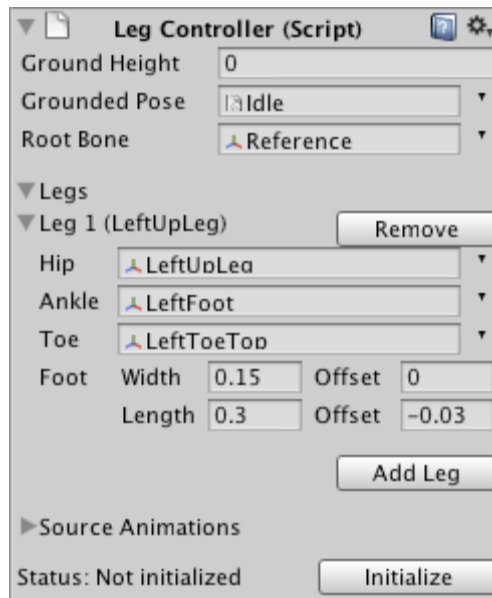 Leg Controller (Script)
Ground Height 0
Grounded Pose Idle
Root Bone Reference
Legs
Leg 1 (LeftUpLeg) Remove
Hip LeftUpLeg
Ankle LeftFoot
Toe LeftToeTop
Foot Width 0.15 Offset 0
Length 0.3 Offset -0.03
Add Leg
Source Animations
Status: Not initialized Initialize